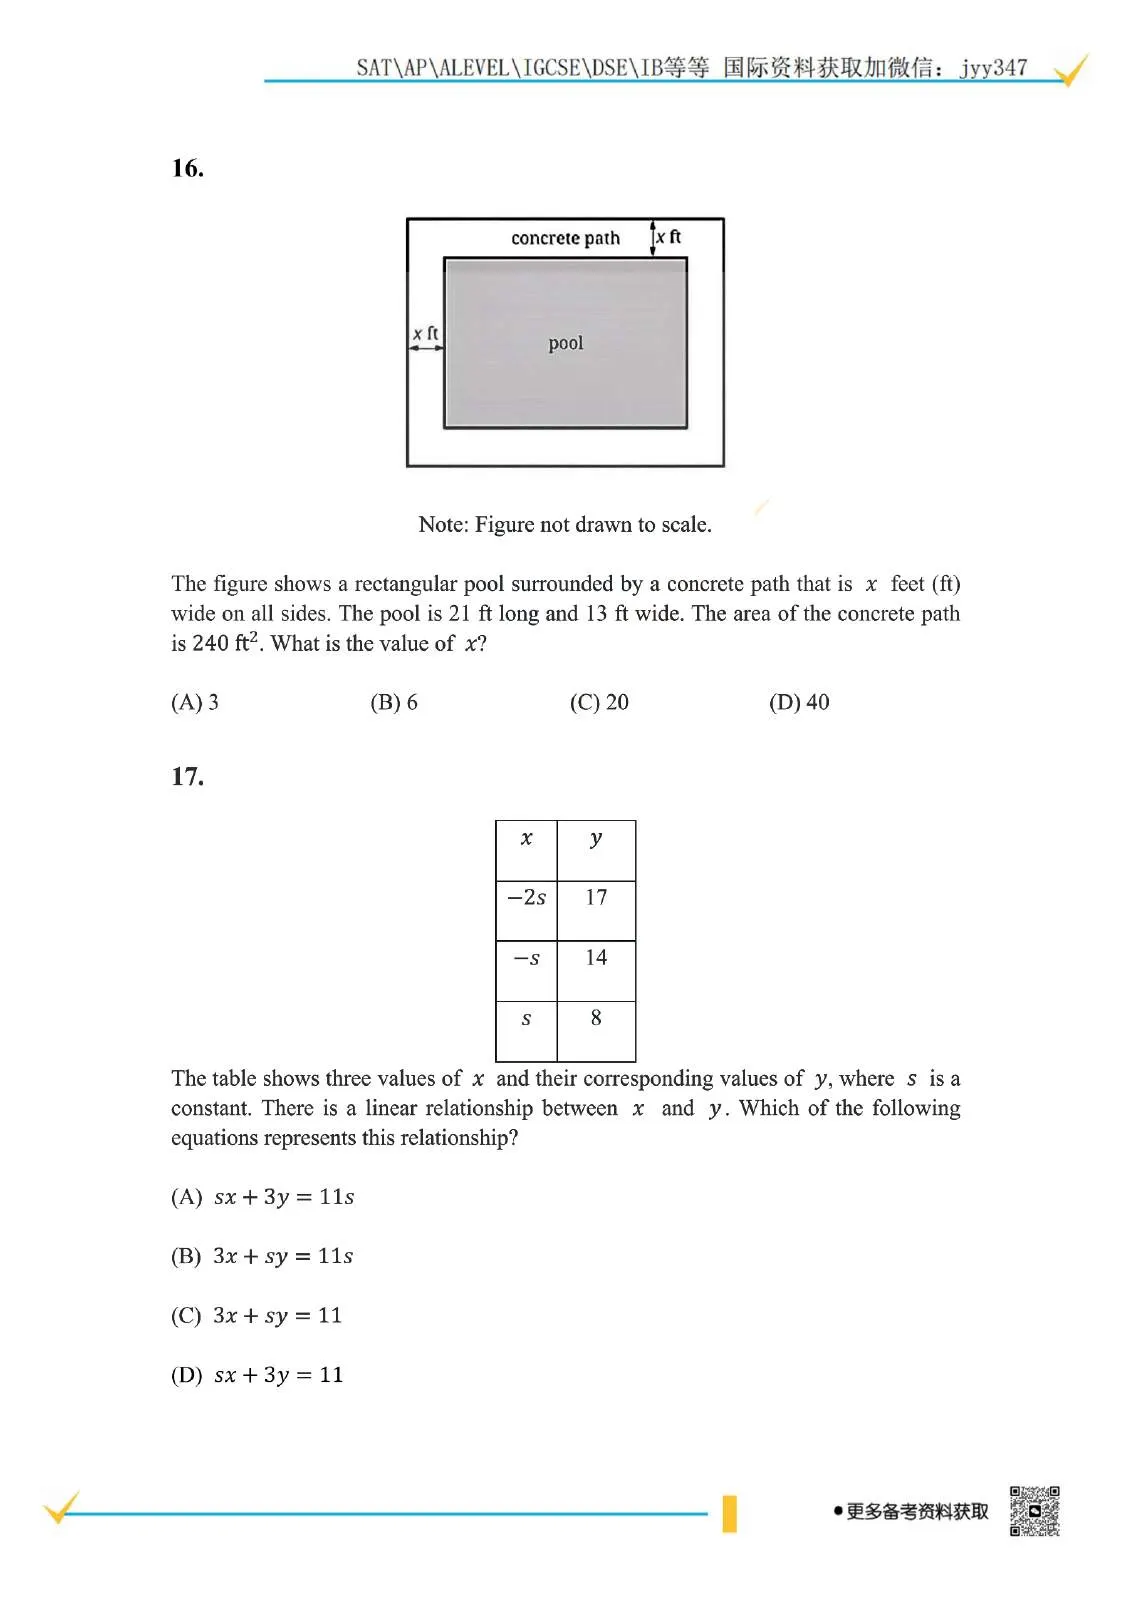 SAT\AP\ALEVEL\IGCSE\DSE\IB等等 国际资料获取加微信：jyy347
16.
concrete path
x ft
x ft
pool
Note: Figure not drawn to scale.
The figure shows a rectangular pool surrounded by a concrete path that is x feet (ft)
wide on all sides. The pool is 21 ft long and 13 ft wide. The area of the concrete path
is 240 ft². What is the value of x?
(A) 3 (B) 6 (C) 20 (D) 40
17.
x y
−2s 17
−s 14
s 8
The table shows three values of x and their corresponding values of y, where s is a
constant. There is a linear relationship between x and y. Which of the following
equations represents this relationship?
(A) sx + 3y = 11s
(B) 3x + sy = 11s
(C) 3x + sy = 11
(D) sx + 3y = 11
•更多备考资料获取